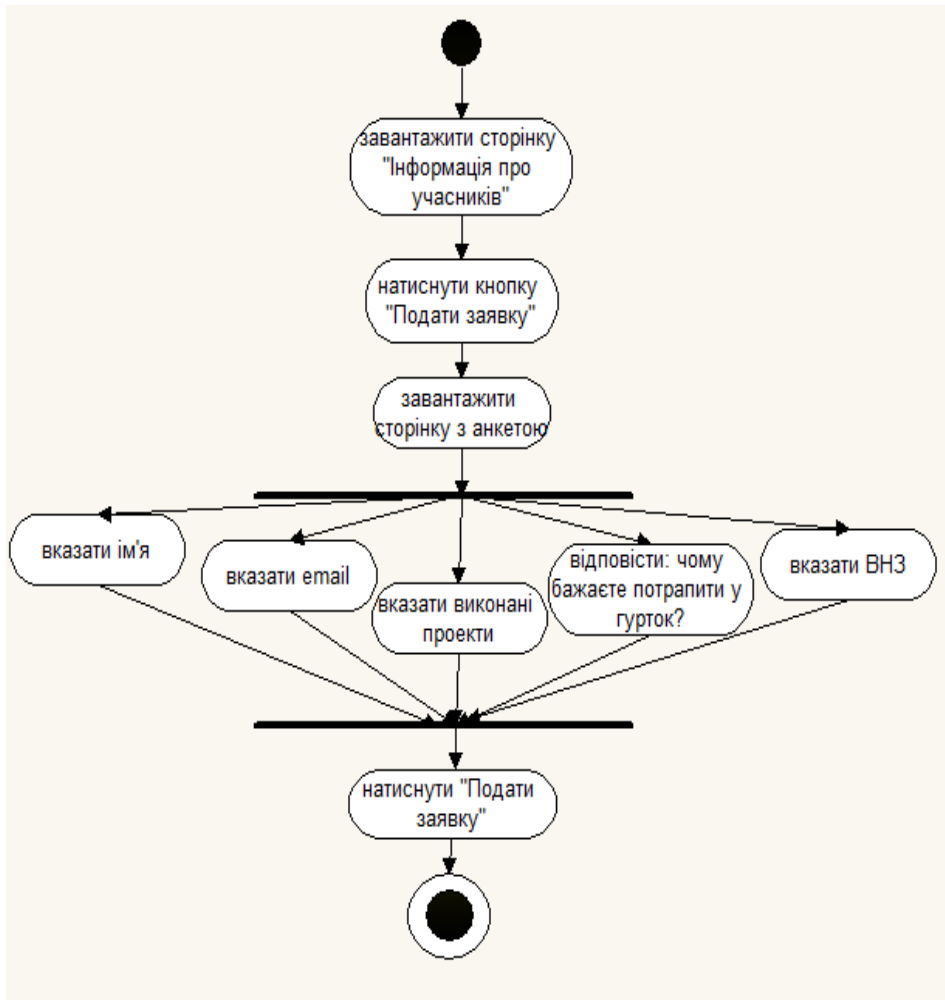 завантажити сторінку
"Інформація про
учасників"
натиснути кнопку
"Подати заявку"
завантажити
сторінку з анкетою
вказати ім'я
вказати email
вказати виконані
проекти
відповісти: чому
бажаєте потрапити у
гурток?
вказати ВНЗ
натиснути "Подати
заявку"